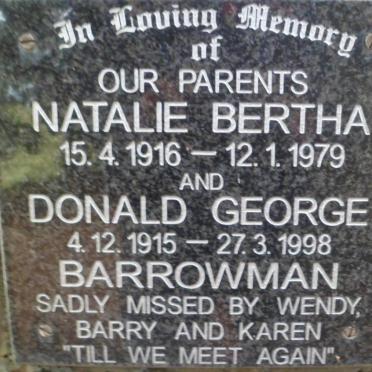 In Loving Memory
of
OUR PARENTS
NATALIE BERTHA
15. 4. 1916 — 12. 1. 1979
AND
DONALD GEORGE
4. 12. 1915 — 27. 3. 1998
BARROWMAN
SADLY MISSED BY WENDY,
BARRY AND KAREN
"TILL WE MEET AGAIN"